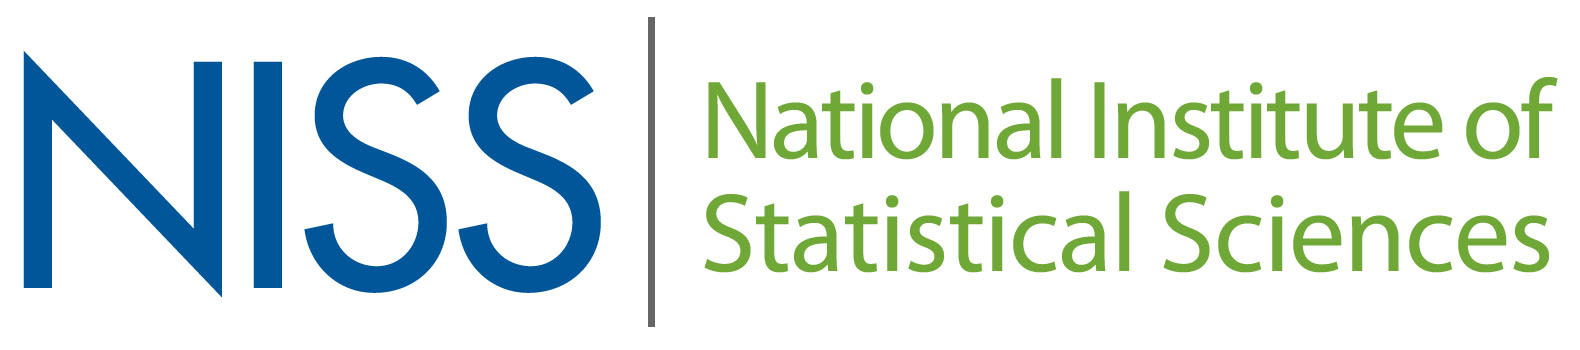 NISS
National Institute of
Statistical Sciences